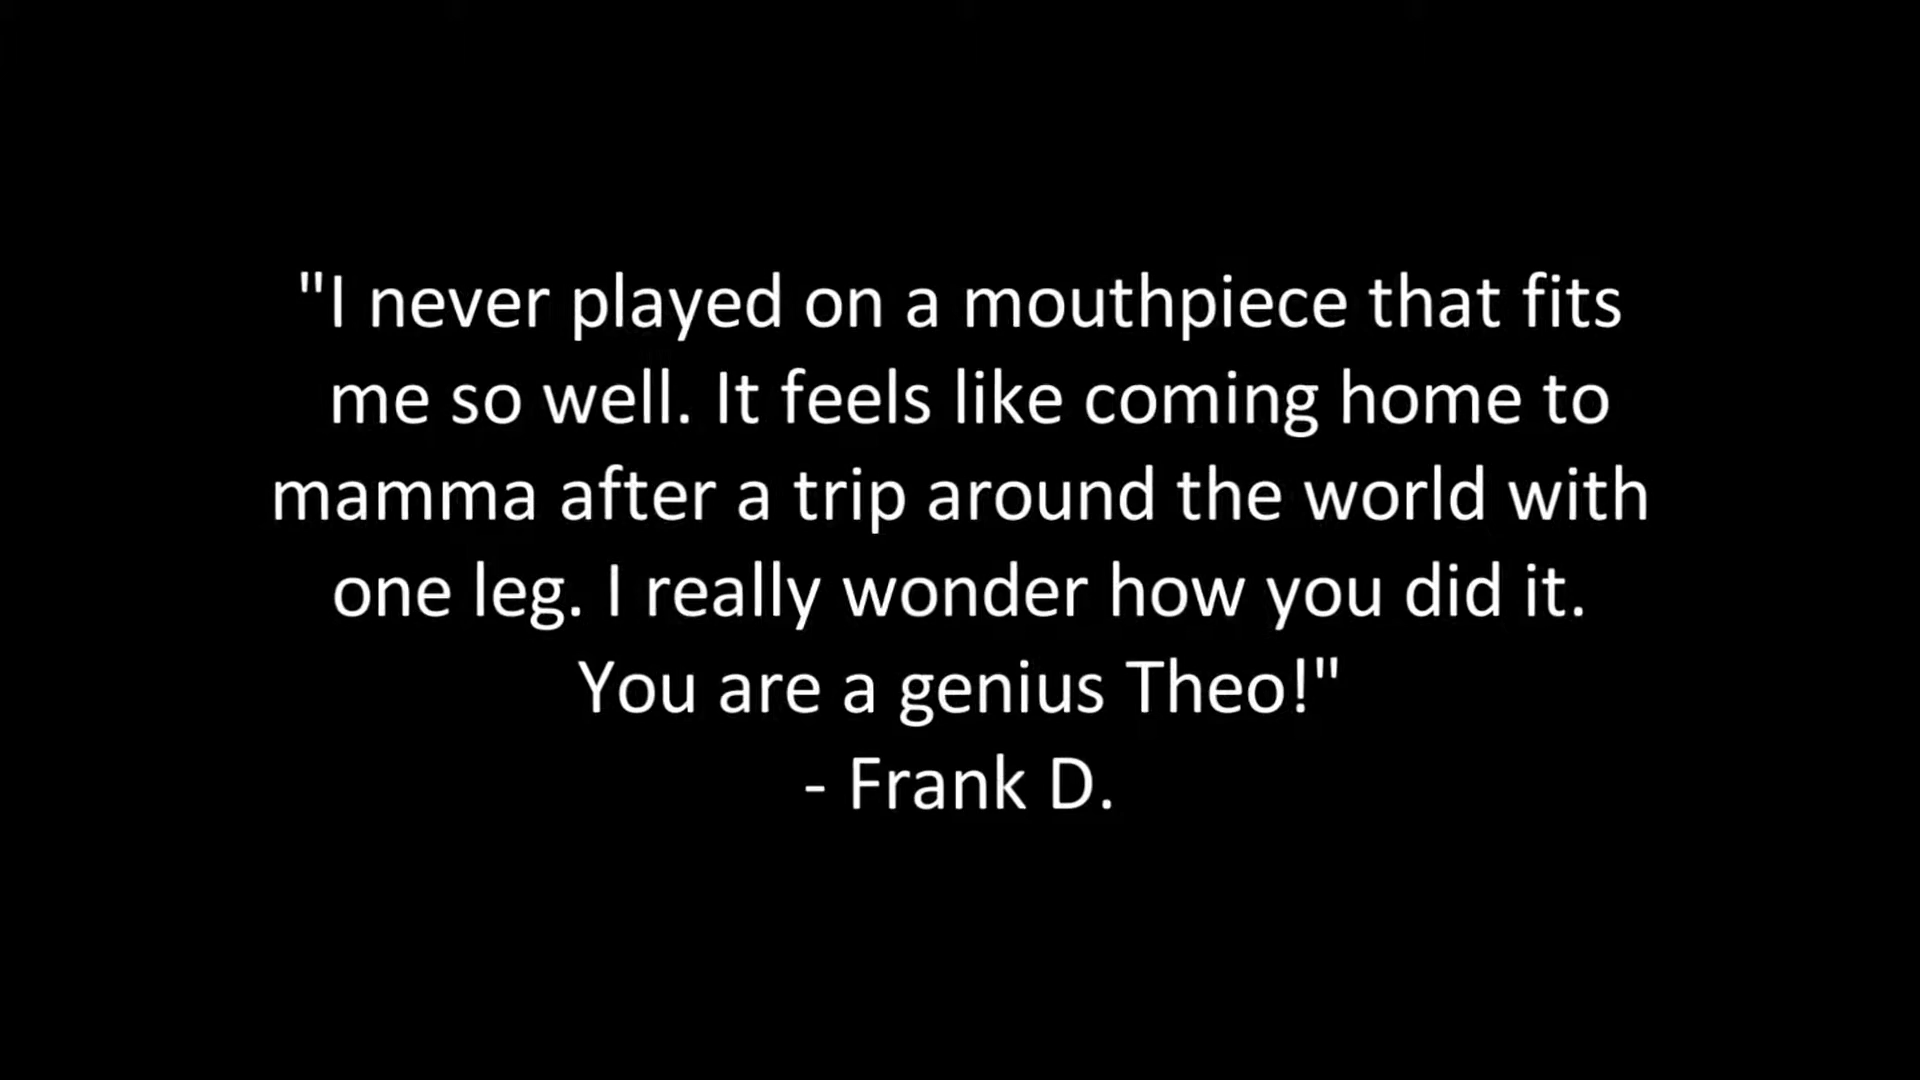 "I never played on a mouthpiece that fits
me so well. It feels like coming home to
mamma after a trip around the world with
one leg. I really wonder how you did it.
You are a genius Theo!"
- Frank D.